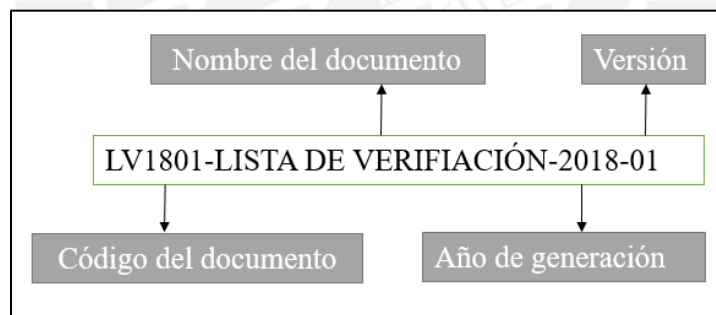 Nombre del documento
Versión
LV1801-LISTA DE VERIFIACIÓN-2018-01
Código del documento
Año de generación